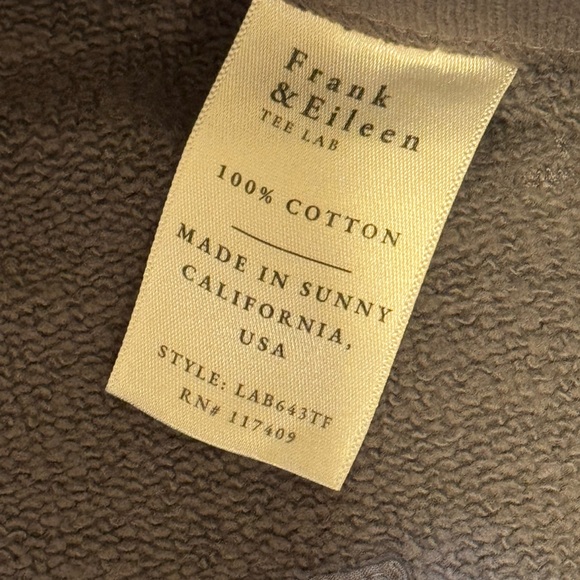 Frank
&Eileen
TEE LAB
100% COTTON
MADE IN SUNNY
CALIFORNIA,
USA
STYLE: LAB643TF
RN# 117409